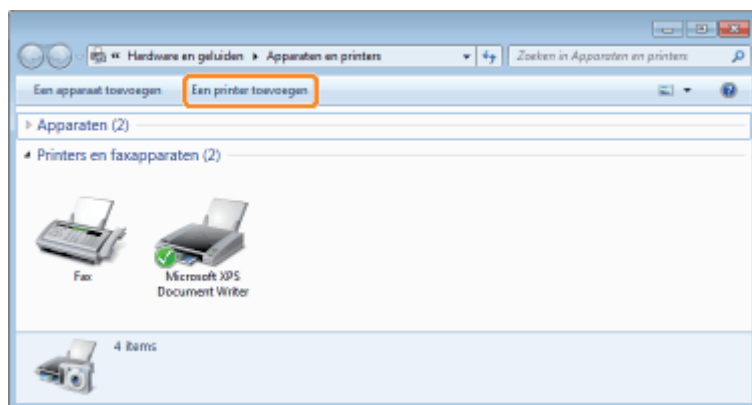 « Hardware en geluiden ▸ Apparaten en printers
Zoeken in Apparaten en printers
Een apparaat toevoegen
Een printer toevoegen
Apparaten (2)
Printers en faxapparaten (2)
Fax
Microsoft XPS
Document Writer
4 items